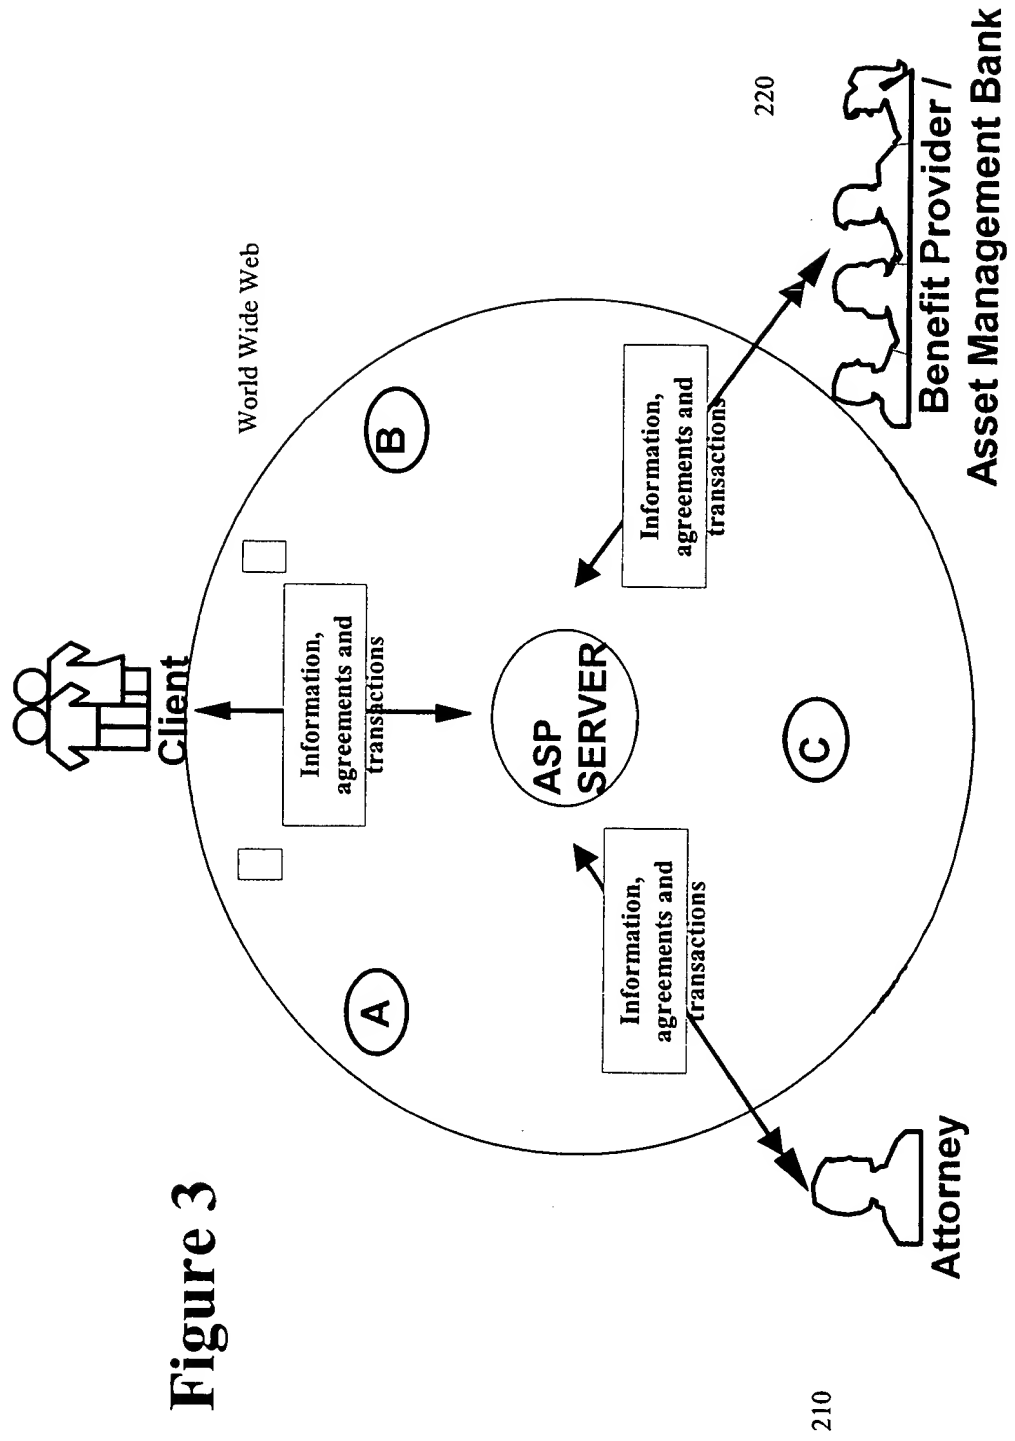 Figure 3
Client
World Wide Web
Information,
agreements and
transactions
A
B
ASP
SERVER
Information,
agreements and
transactions
Information,
agreements and
transactions
C
210
Attorney
220
Benefit Provider /
Asset Management Bank